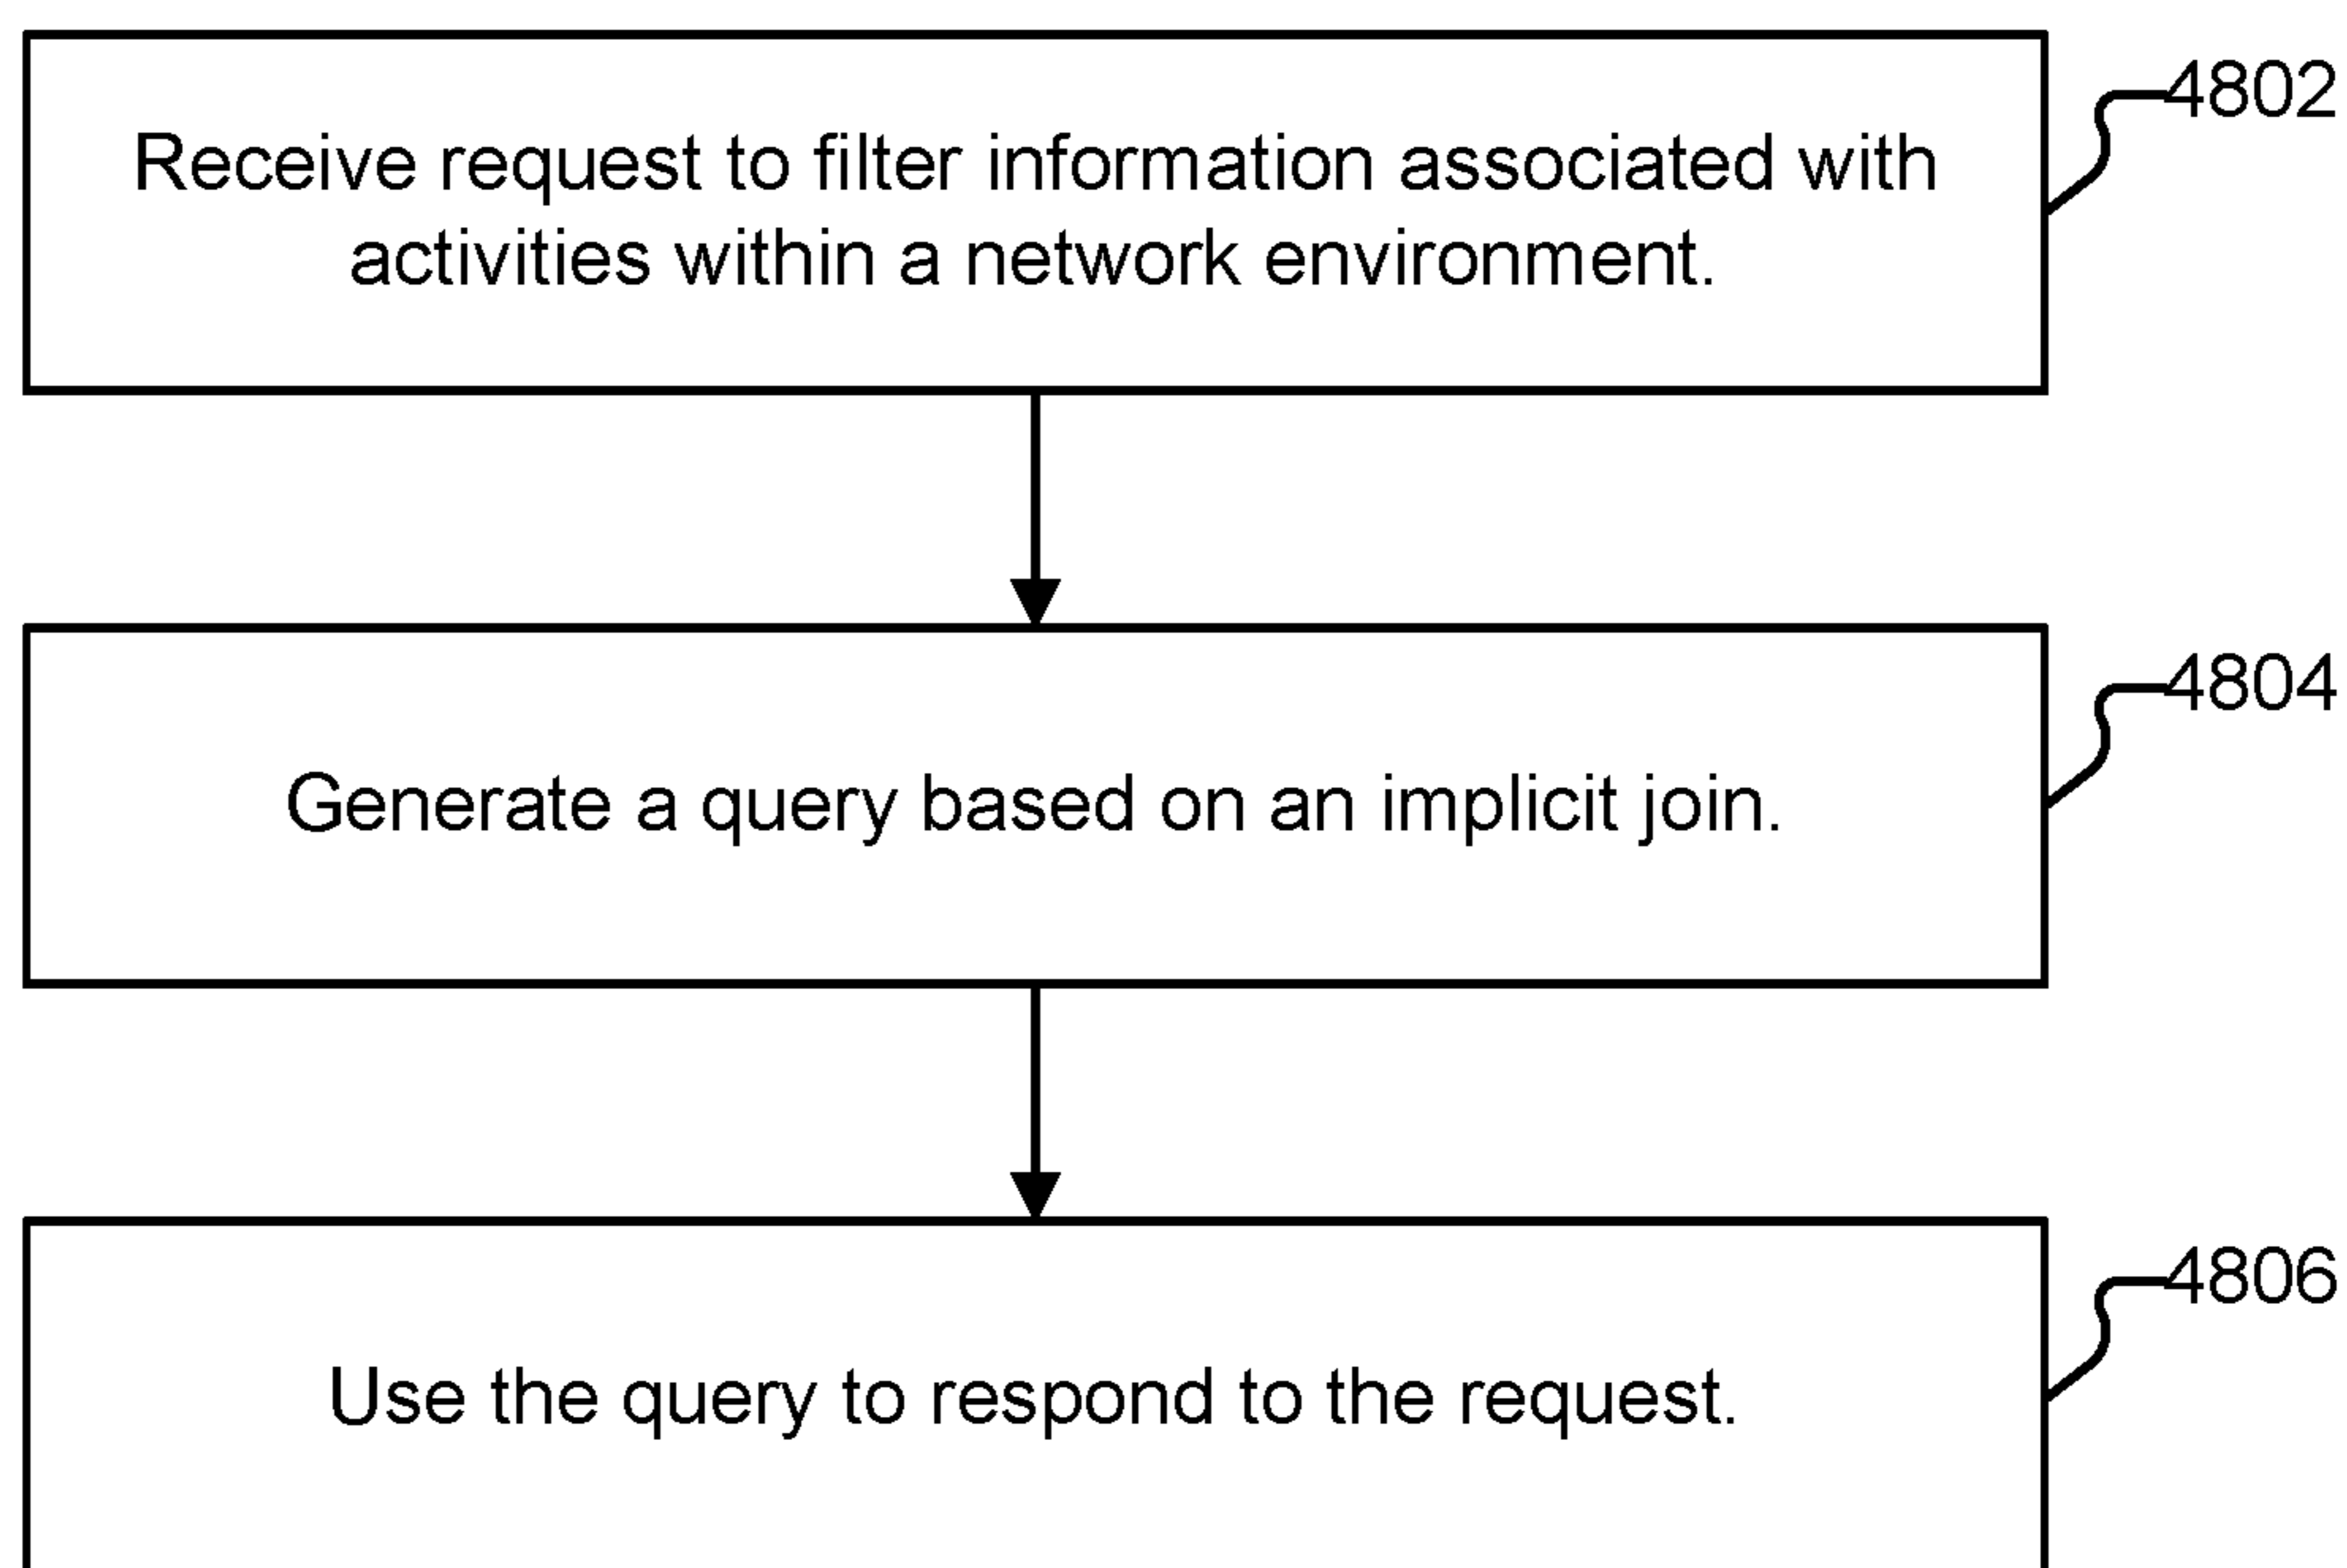 4802
Receive request to filter information associated with
activities within a network environment.
4804
Generate a query based on an implicit join.
4806
Use the query to respond to the request.